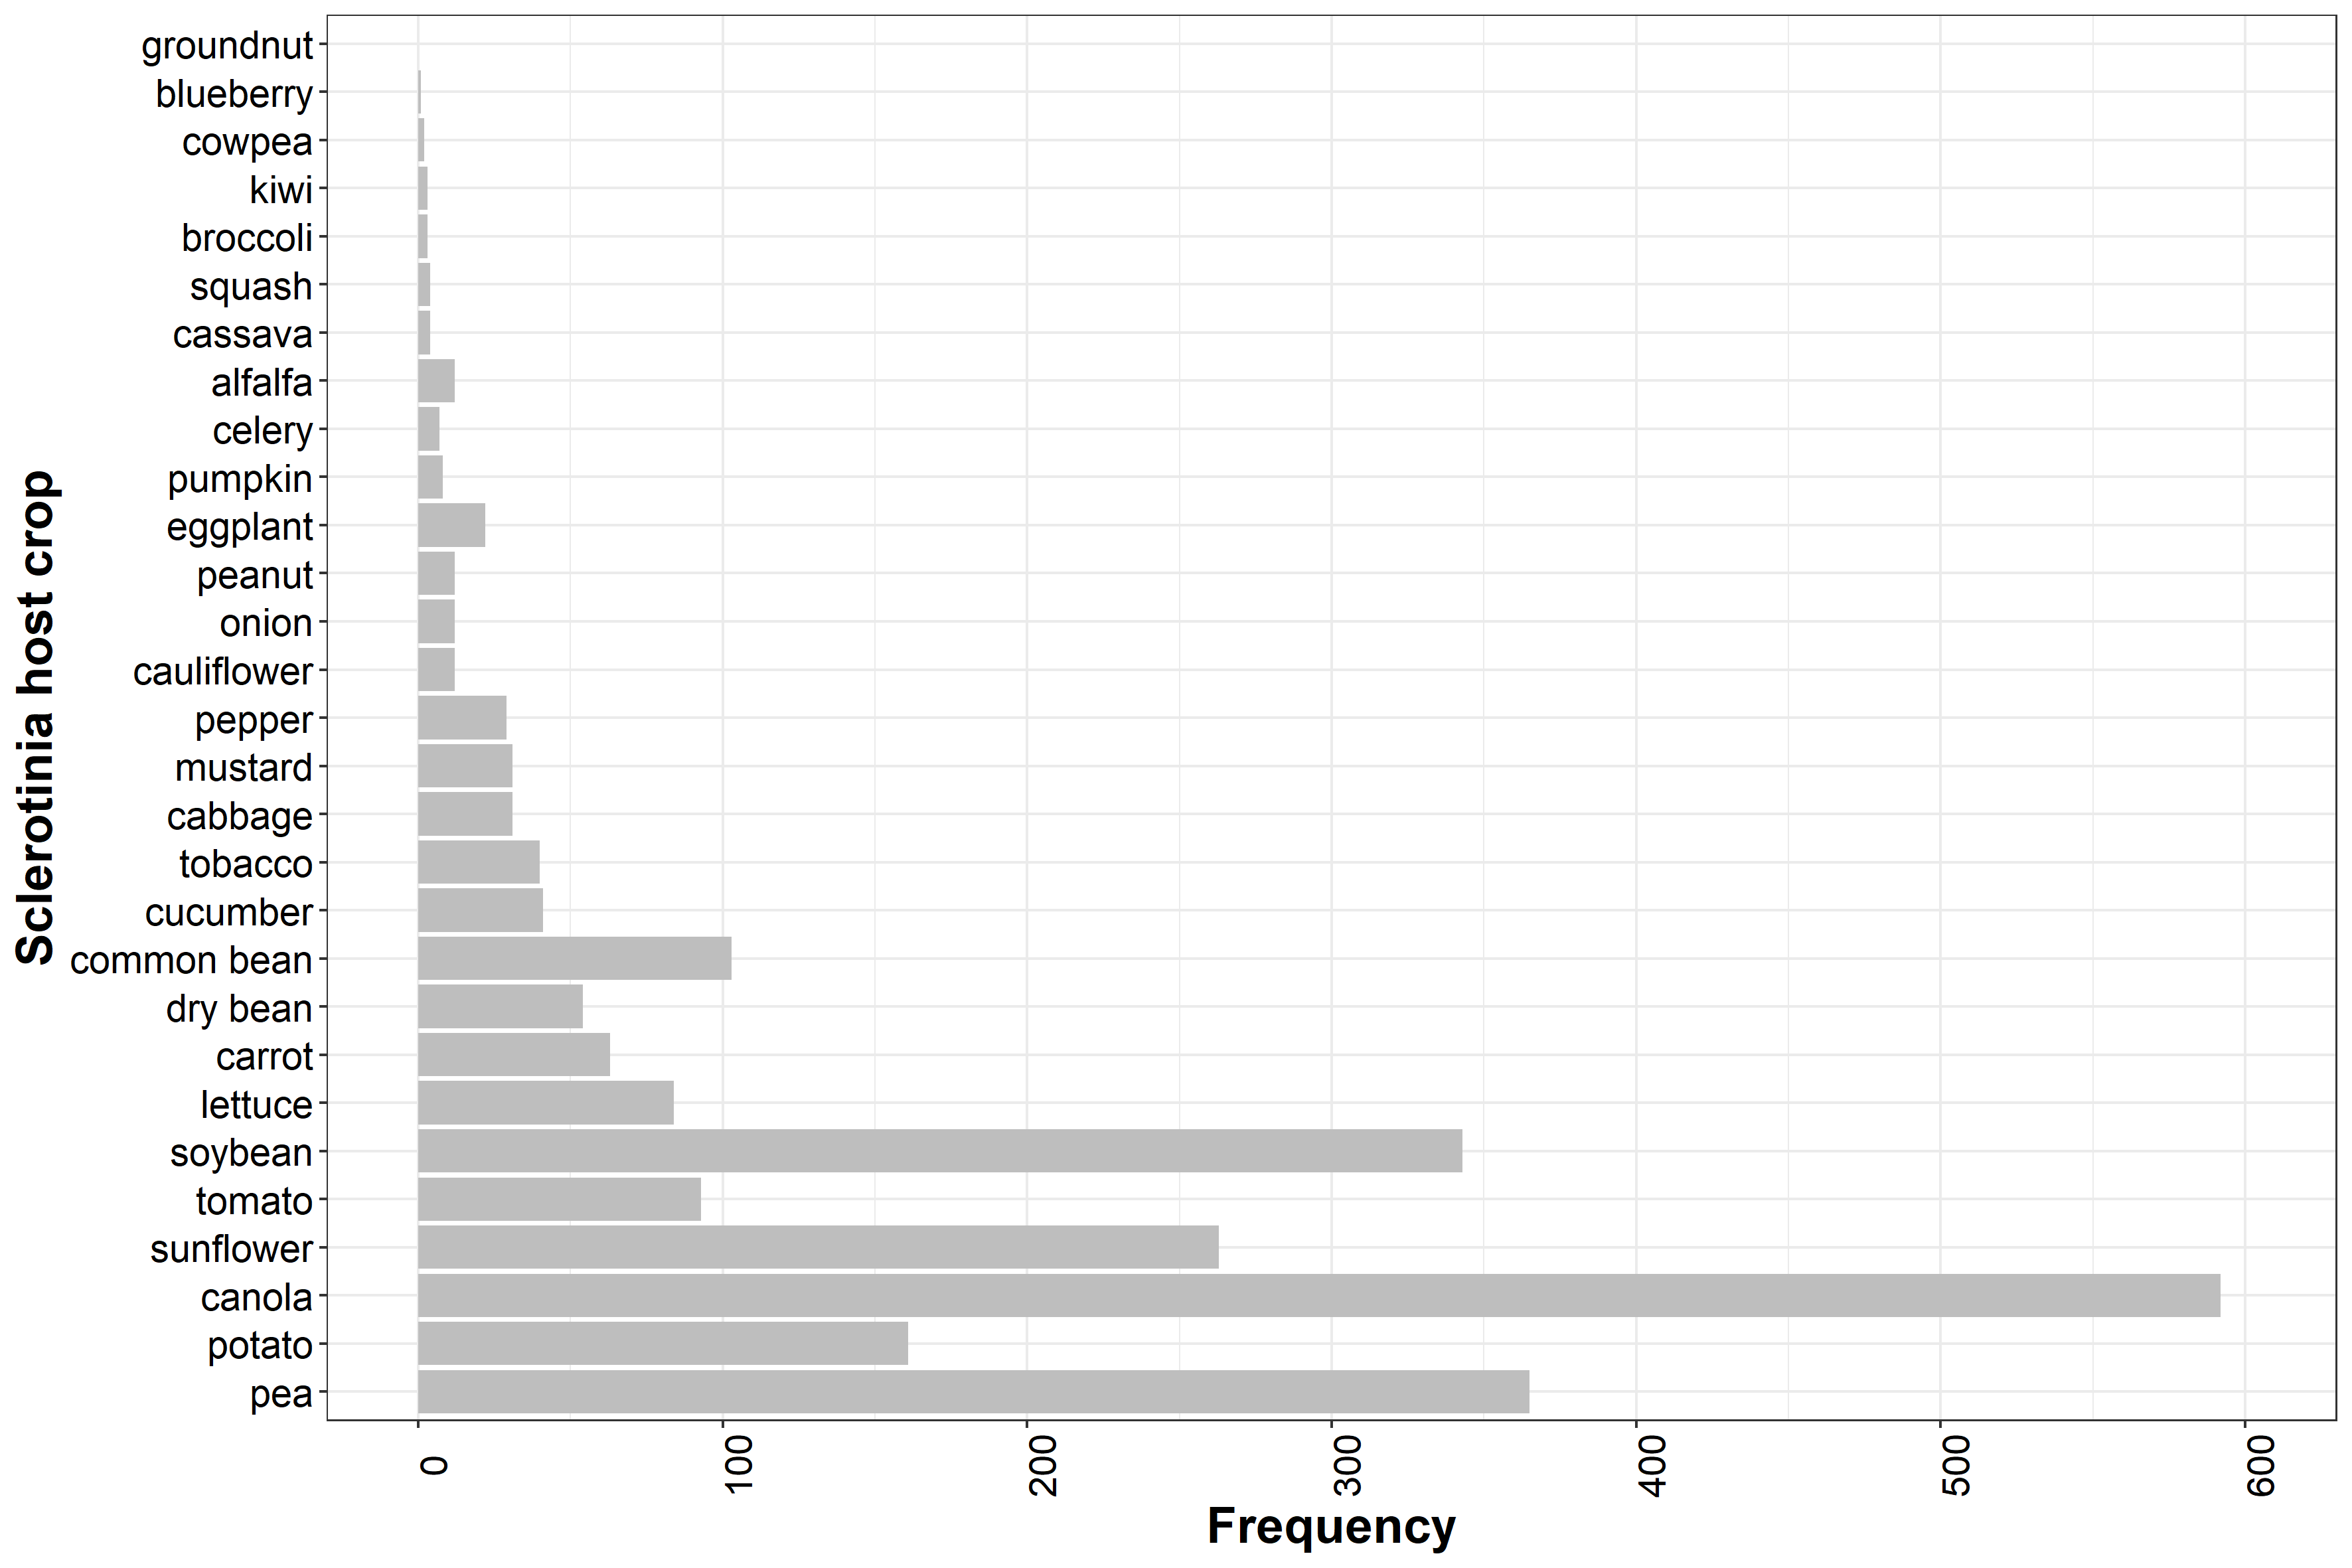 Sclerotinia host crop
groundnut
blueberry
cowpea
kiwi
broccoli
squash
cassava
alfalfa
celery
pumpkin
eggplant
peanut
onion
cauliflower
pepper
mustard
cabbage
tobacco
cucumber
common bean
dry bean
carrot
lettuce
soybean
tomato
sunflower
canola
potato
pea
0 100 200 300 400 500 600
Frequency